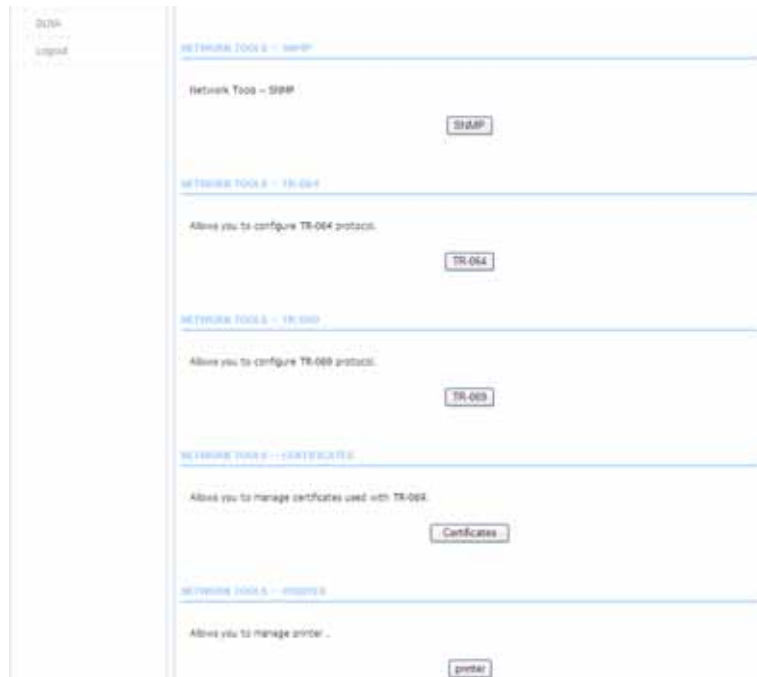 DLNA
Logout
NETWORK TOOLS -- SNMP
Network Tools -- SNMP
SNMP
NETWORK TOOLS -- TR-064
Allows you to configure TR-064 protocol.
TR-064
NETWORK TOOLS -- TR-069
Allows you to configure TR-069 protocol.
TR-069
NETWORK TOOLS -- CERTIFICATES
Allows you to manage certificates used with TR-069.
Certificates
NETWORK TOOLS -- PRINTER
Allows you to manage printer .
printer